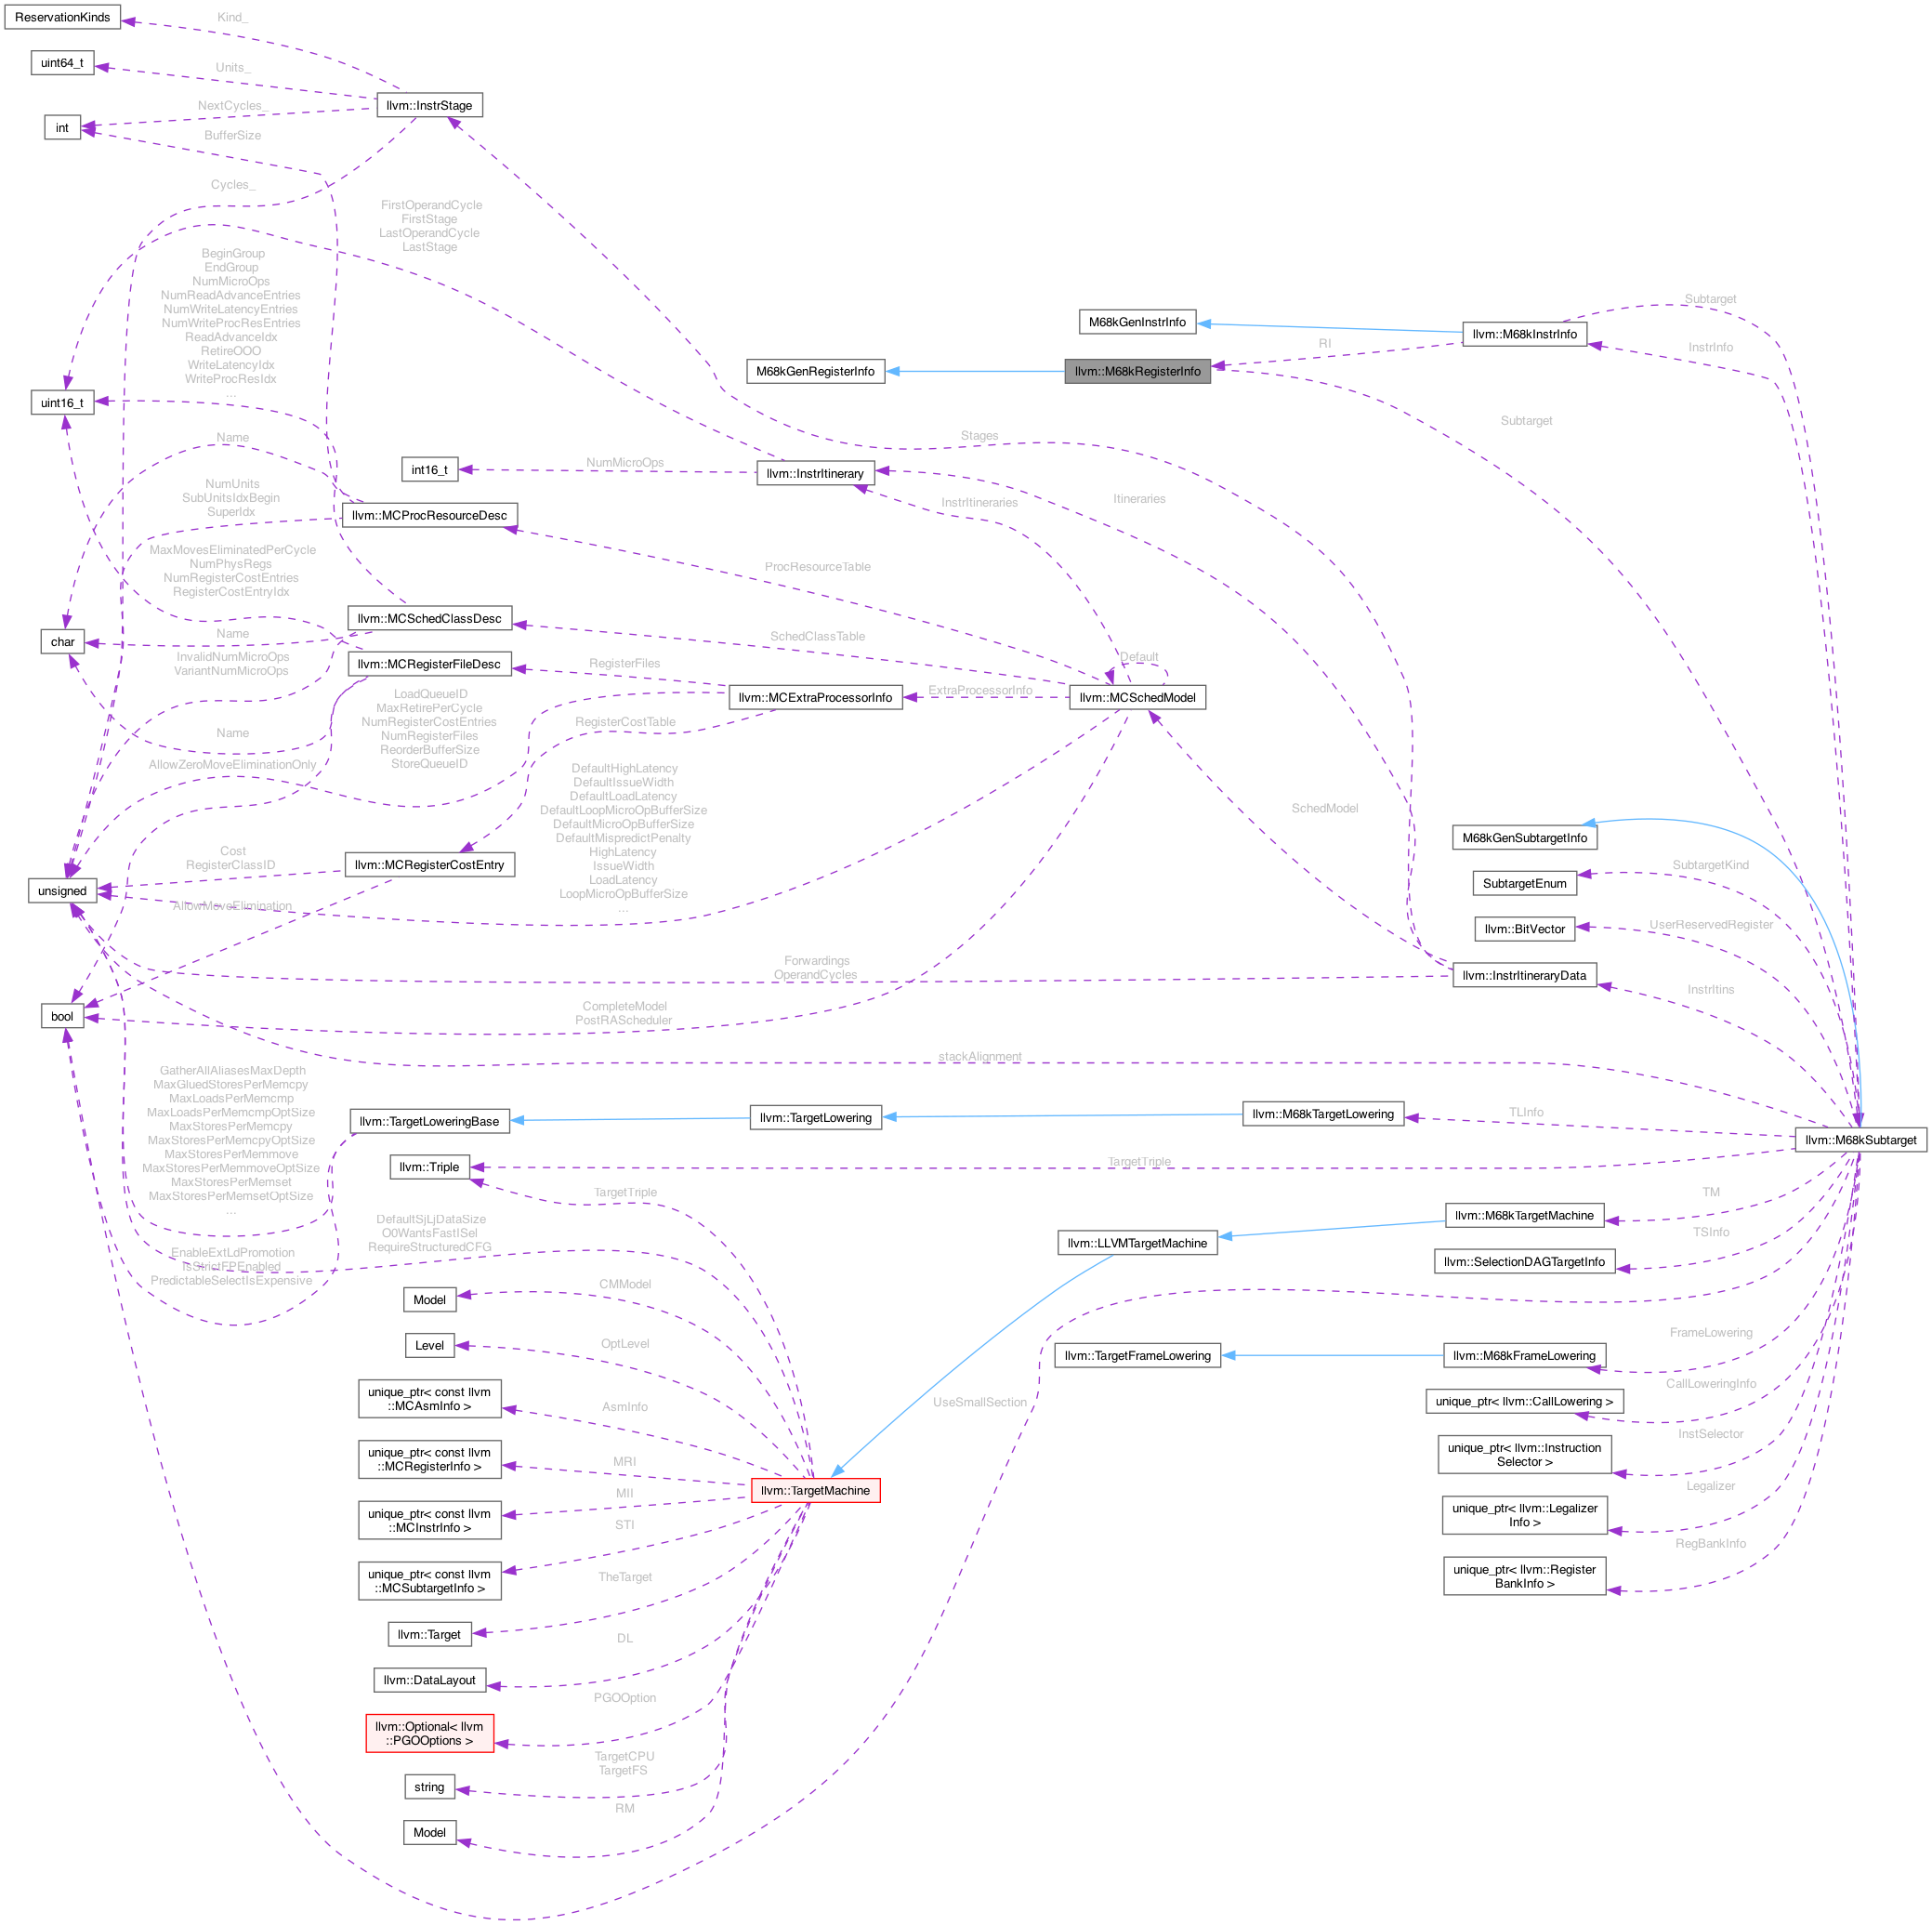 ReservationKinds
Kind_
uint64_t
Units_
llvm::InstrStage
NextCycles_
int
BufferSize
Cycles_
FirstOperandCycle
FirstStage
LastOperandCycle
LastStage
BeginGroup
EndGroup
NumMicroOps
NumReadAdvanceEntries
NumWriteLatencyEntries
NumWriteProcResEntries
ReadAdvanceIdx
RetireOOO
WriteLatencyIdx
WriteProcResIdx
...
uint16_t
Subtarget
M68kGenInstrInfo
llvm::M68kInstrInfo
RI
InstrInfo
M68kGenRegisterInfo
llvm::M68kRegisterInfo
Subtarget
Name
Stages
int16_t
NumMicroOps
llvm::InstrItinerary
InstrItineraries
Itineraries
NumUnits
SubUnitsIdxBegin
SuperIdx
llvm::MCProcResourceDesc
MaxMovesEliminatedPerCycle
NumPhysRegs
NumRegisterCostEntries
RegisterCostEntryIdx
ProcResourceTable
llvm::MCSchedClassDesc
char
Name
SchedClassTable
InvalidNumMicroOps
VariantNumMicroOps
llvm::MCRegisterFileDesc
RegisterFiles
Default
LoadQueueID
MaxRetirePerCycle
NumRegisterCostEntries
NumRegisterFiles
ReorderBufferSize
StoreQueueID
llvm::MCExtraProcessorInfo
ExtraProcessorInfo
llvm::MCSchedModel
Name
RegisterCostTable
AllowZeroMoveEliminationOnly
DefaultHighLatency
DefaultIssueWidth
DefaultLoadLatency
DefaultLoopMicroOpBufferSize
DefaultMicroOpBufferSize
DefaultMispredictPenalty
HighLatency
IssueWidth
LoadLatency
LoopMicroOpBufferSize
...
SchedModel
M68kGenSubtargetInfo
Cost
RegisterClassID
llvm::MCRegisterCostEntry
SubtargetKind
SubtargetEnum
unsigned
AllowMoveElimination
UserReservedRegister
llvm::BitVector
Forwardings
OperandCycles
llvm::InstrItineraryData
InstrItins
bool
CompleteModel
PostRAScheduler
stackAlignment
GatherAllAliasesMaxDepth
MaxGluedStoresPerMemcpy
MaxLoadsPerMemcmp
MaxLoadsPerMemcmpOptSize
MaxStoresPerMemcpy
MaxStoresPerMemcpyOptSize
MaxStoresPerMemmove
MaxStoresPerMemmoveOptSize
MaxStoresPerMemset
MaxStoresPerMemsetOptSize
...
llvm::TargetLoweringBase
llvm::TargetLowering
llvm::M68kTargetLowering
TLInfo
llvm::M68kSubtarget
llvm::Triple
TargetTriple
TargetTriple
TM
llvm::M68kTargetMachine
DefaultSjLjDataSize
O0WantsFastISel
RequireStructuredCFG
llvm::LLVMTargetMachine
TSInfo
EnableExtLdPromotion
IsStrictFPEnabled
PredictableSelectIsExpensive
llvm::SelectionDAGTargetInfo
Model
CMModel
Level
OptLevel
llvm::TargetFrameLowering
llvm::M68kFrameLowering
FrameLowering
unique_ptr< const llvm
::MCAsmInfo >
AsmInfo
UseSmallSection
unique_ptr< llvm::CallLowering >
CallLoweringInfo
unique_ptr< const llvm
::MCRegisterInfo >
MRI
unique_ptr< llvm::Instruction
Selector >
InstSelector
llvm::TargetMachine
unique_ptr< const llvm
::MCInstrInfo >
MII
unique_ptr< llvm::Legalizer
Info >
Legalizer
STI
unique_ptr< const llvm
::MCSubtargetInfo >
unique_ptr< llvm::Register
BankInfo >
RegBankInfo
TheTarget
llvm::Target
DL
llvm::DataLayout
PGOOption
llvm::Optional< llvm
::PGOOptions >
TargetCPU
TargetFS
string
RM
Model